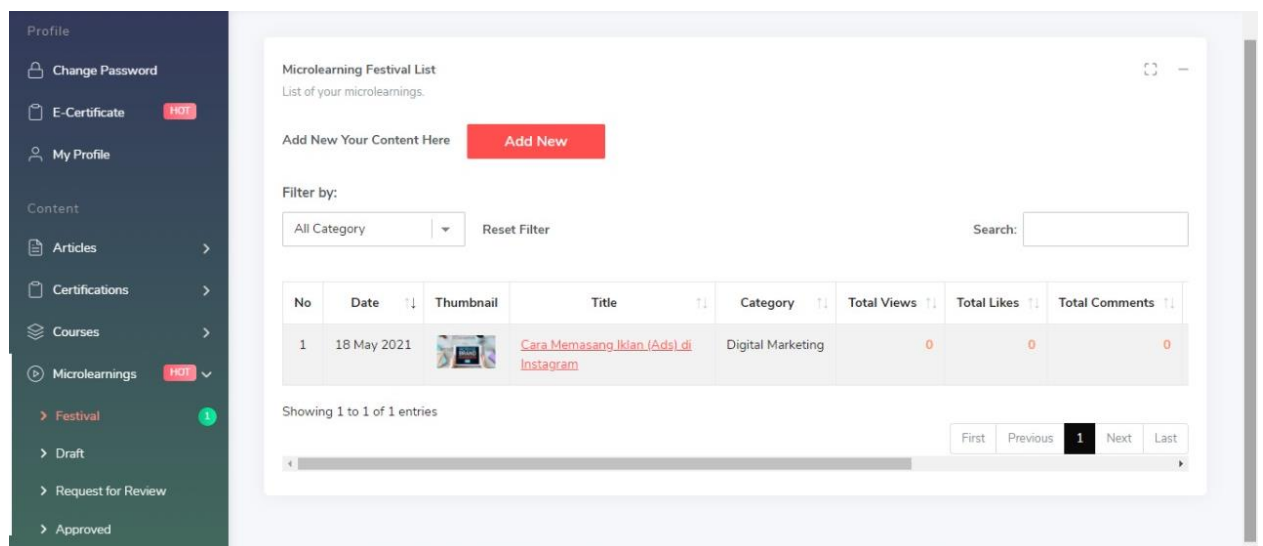 Profile
Change Password
E-Certificate HOT
My Profile
Content
Articles
Certifications
Courses
Microlearnings HOT
Festival 1
Draft
Request for Review
Approved
Microlearning Festival List
List of your microlearnings.
Add New Your Content Here Add New
Filter by:
All Category Reset Filter Search:
No Date Thumbnail Title Category Total Views Total Likes Total Comments
1 18 May 2021 Cara Memasang Iklan (Ads) di Digital Marketing 0 0 0
Instagram
Showing 1 to 1 of 1 entries
First Previous 1 Next Last